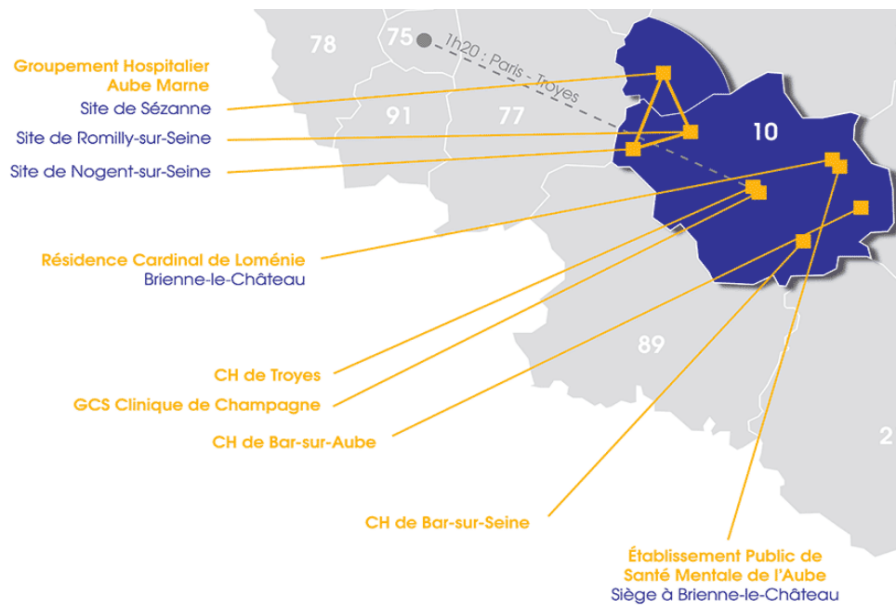 78
75
1h20 : Paris - Troyes
Groupement Hospitalier
Aube Marne
Site de Sézanne
91
77
10
Site de Romilly-sur-Seine
Site de Nogent-sur-Seine
Résidence Cardinal de Loménie
Brienne-le-Château
89
CH de Troyes
GCS Clinique de Champagne
CH de Bar-sur-Aube
2
CH de Bar-sur-Seine
Établissement Public de
Santé Mentale de l'Aube
Siège à Brienne-le-Château